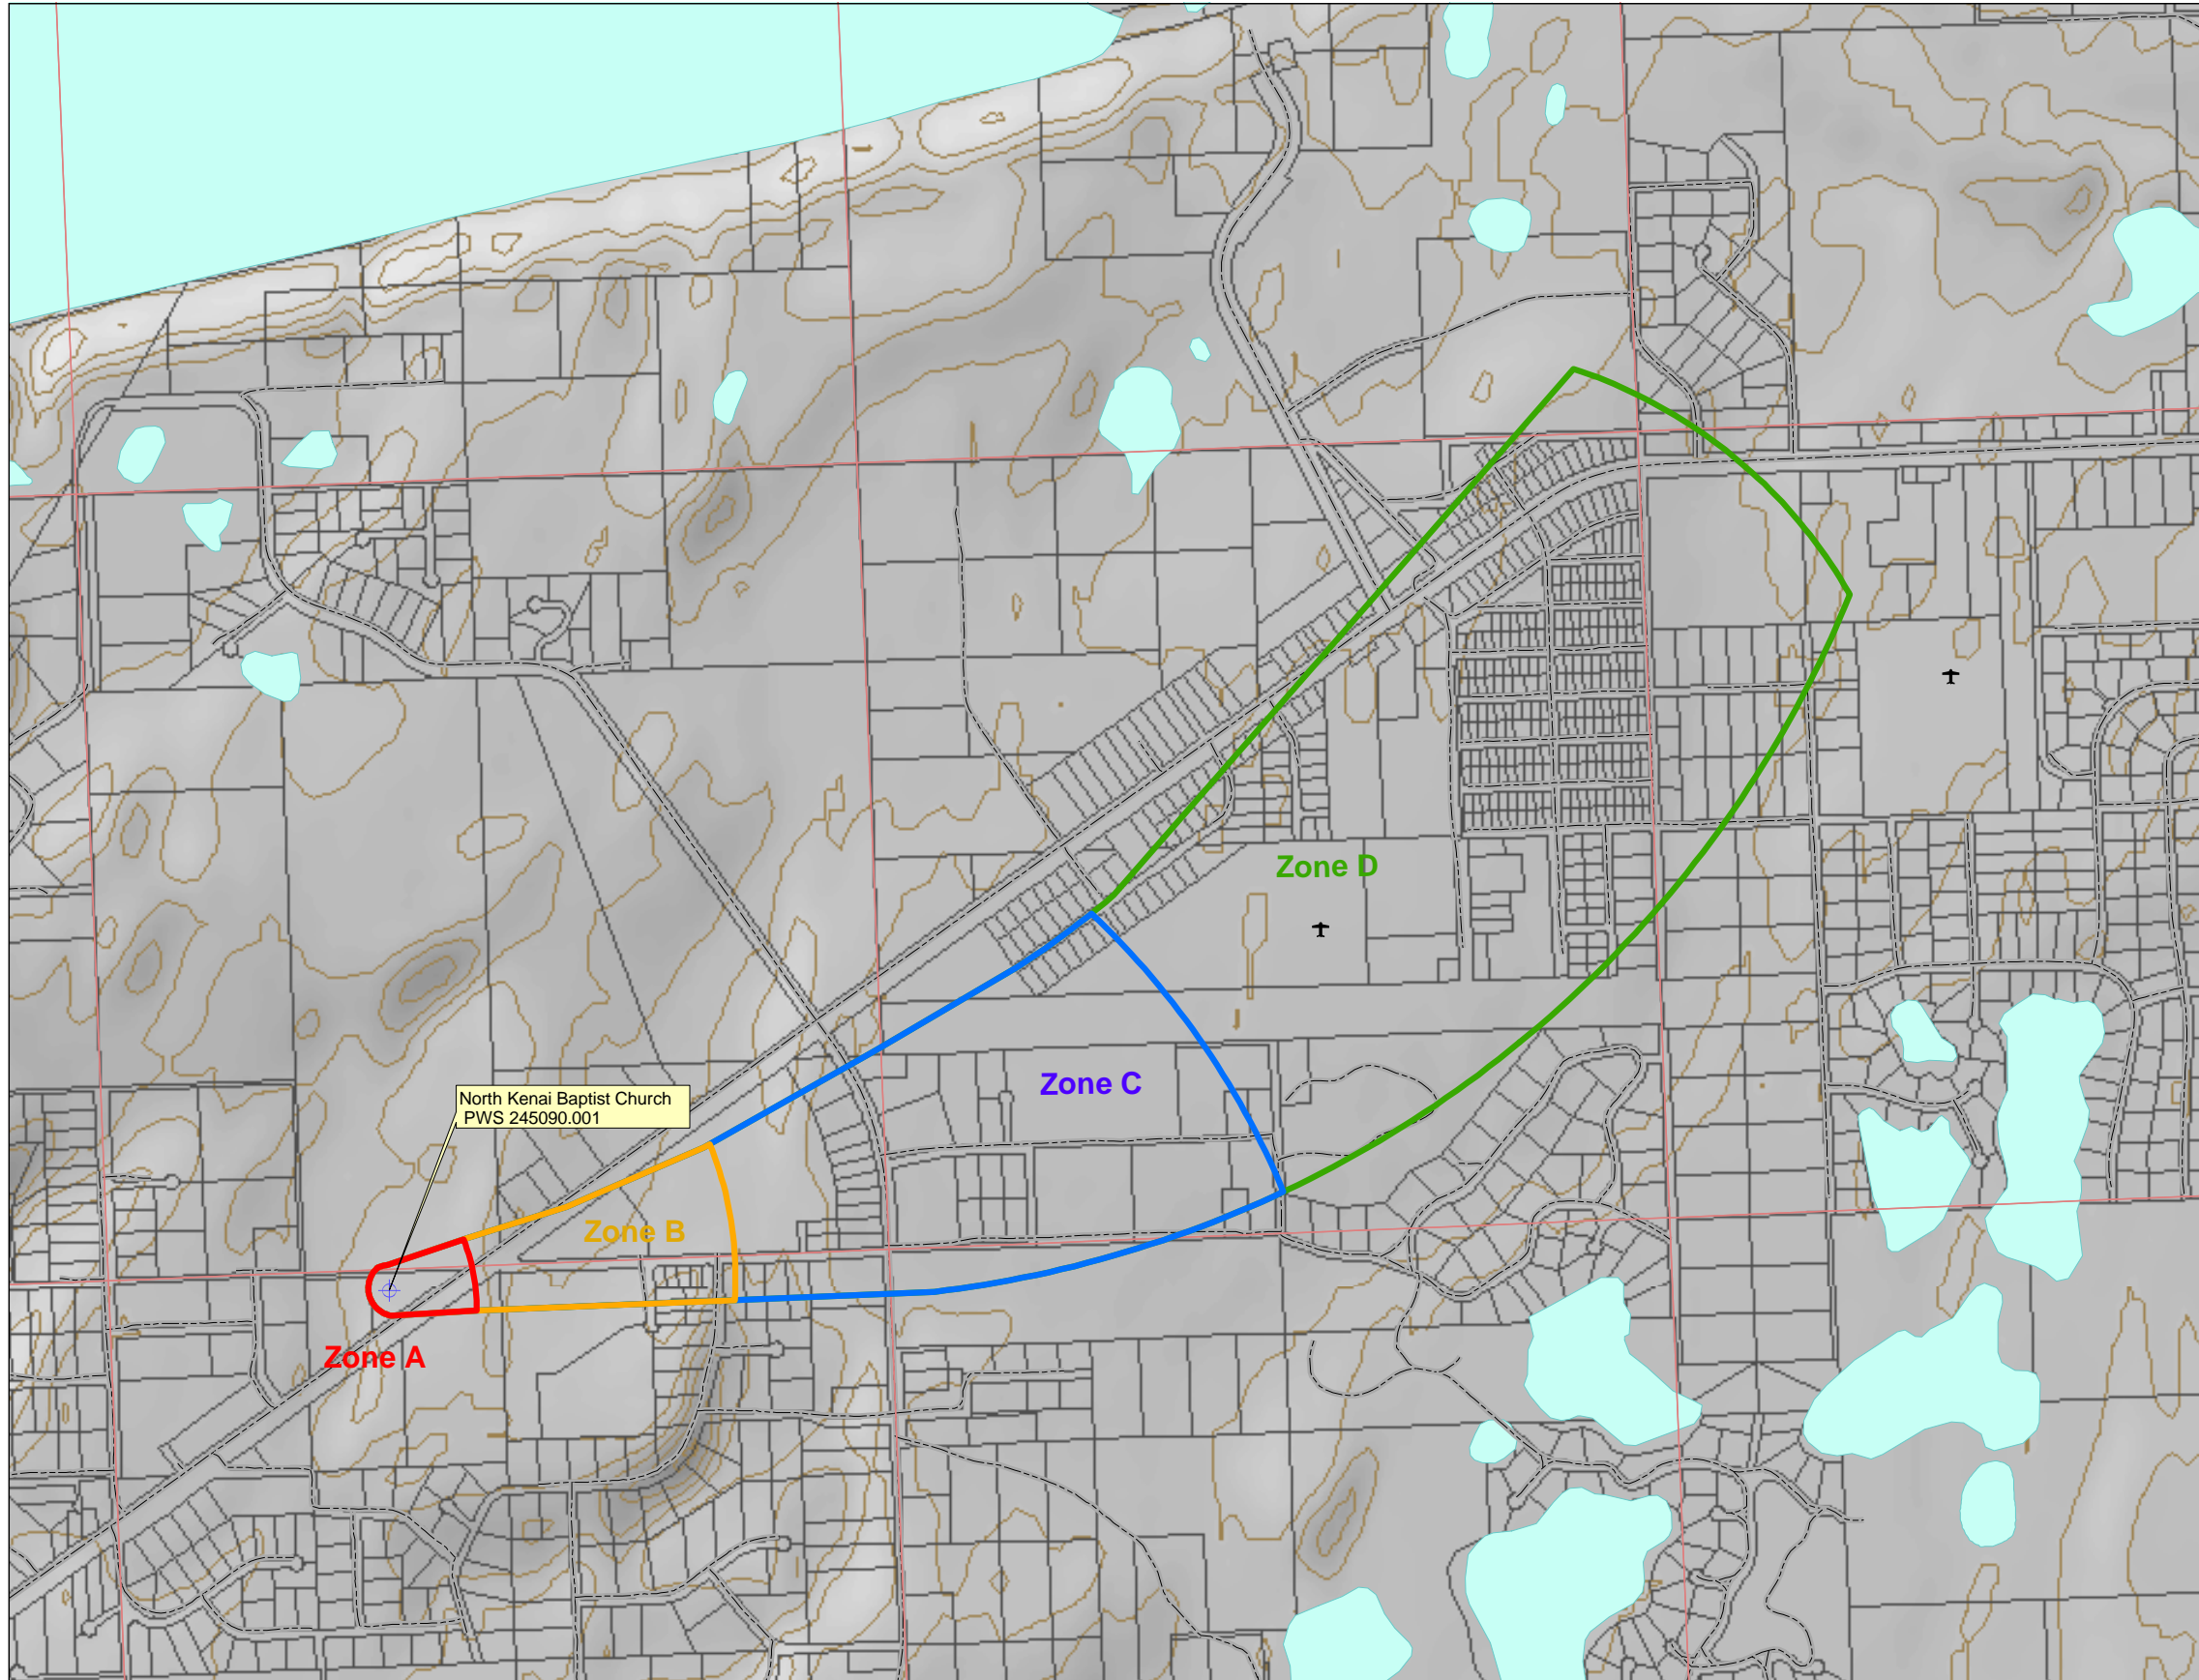 Zone D
Zone C
North Kenai Baptist Church
PWS 245090.001
Zone B
Zone A